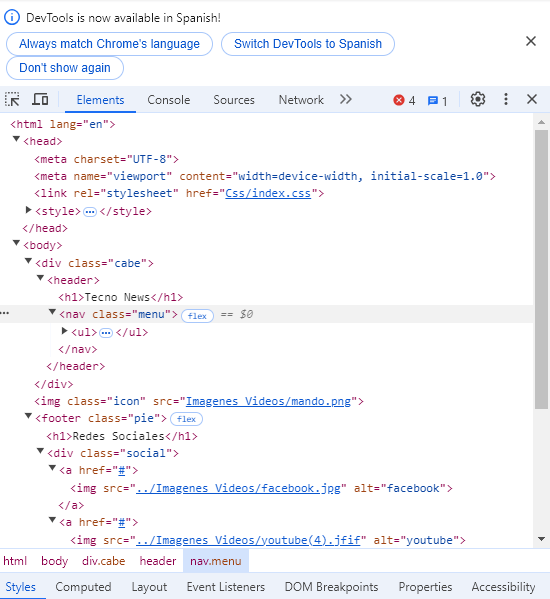 DevTools is now available in Spanish!
Always match Chrome's language Switch DevTools to Spanish
Don't show again
Elements Console Sources Network 4 1
<html lang="en">
<head>
<meta charset="UTF-8">
<meta name="viewport" content="width=device-width, initial-scale=1.0">
<link rel="stylesheet" href="Css/index.css">
<style> … </style>
</head>
<body>
<div class="cabe">
<header>
<h1>Tecno News</h1>
… <nav class="menu"> flex == $0
<ul> … </ul>
</nav>
</header>
</div>
<img class="icon" src="Imagenes Videos/mando.png">
<footer class="pie"> flex
<h1>Redes Sociales</h1>
<div class="social">
<a href="#">
<img src="../Imagenes Videos/facebook.jpg" alt="facebook">
</a>
<a href="#">
<img src="../Imagenes Videos/youtube(4).jfif" alt="youtube">
html body div.cabe header nav.menu
Styles Computed Layout Event Listeners DOM Breakpoints Properties Accessibility